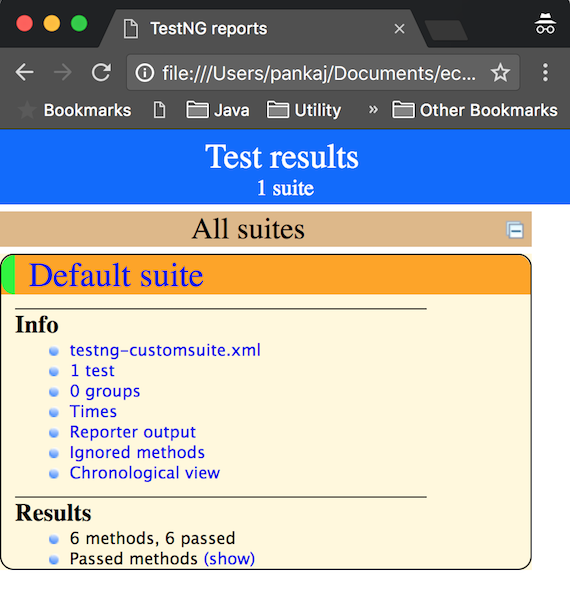 TestNG reports
file:///Users/pankaj/Documents/ec...
Bookmarks Java Utility » Other Bookmarks
Test results
1 suite
All suites
Default suite
Info
testng-customsuite.xml
1 test
0 groups
Times
Reporter output
Ignored methods
Chronological view
Results
6 methods, 6 passed
Passed methods (show)